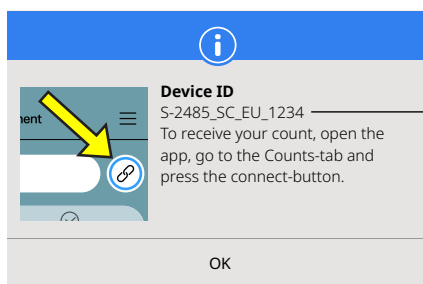 Device ID
S-2485_SC_EU_1234
To receive your count, open the
app, go to the Counts-tab and
press the connect-button.
nent
OK